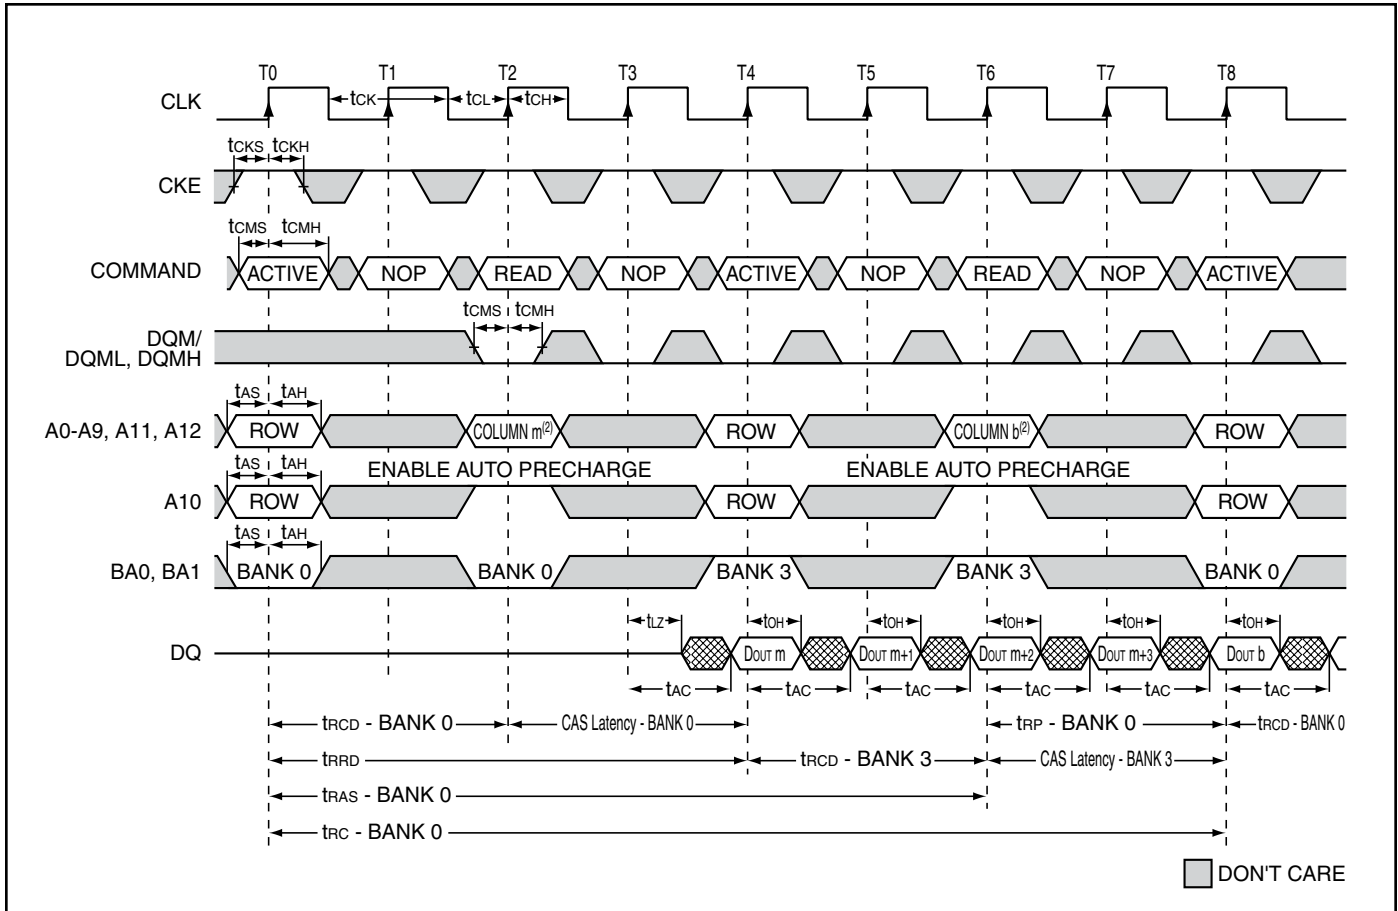 T0 T1 T2 T3 T4 T5 T6 T7 T8
CLK tCK tCL tCH
tCKS tCKH
CKE
tCMS tCMH
COMMAND ACTIVE NOP READ NOP ACTIVE NOP READ NOP ACTIVE
tCMS tCMH
DQM/
DQML, DQMH
tAS tAH
A0-A9, A11, A12 ROW COLUMN m(2) ROW COLUMN b(2) ROW
tAS tAH ENABLE AUTO PRECHARGE ENABLE AUTO PRECHARGE
A10 ROW ROW ROW
tAS tAH
BA0, BA1 BANK 0 BANK 0 BANK 3 BANK 3 BANK 0
tLZ tOH tOH tOH tOH tOH
DQ DOUT m DOUT m+1 DOUT m+2 DOUT m+3 DOUT b
tAC tAC tAC tAC tAC tAC
tRCD - BANK 0 CAS Latency - BANK 0 tRP - BANK 0 tRCD - BANK 0
tRRD tRCD - BANK 3 CAS Latency - BANK 3
tRAS - BANK 0
tRC - BANK 0
DON'T CARE